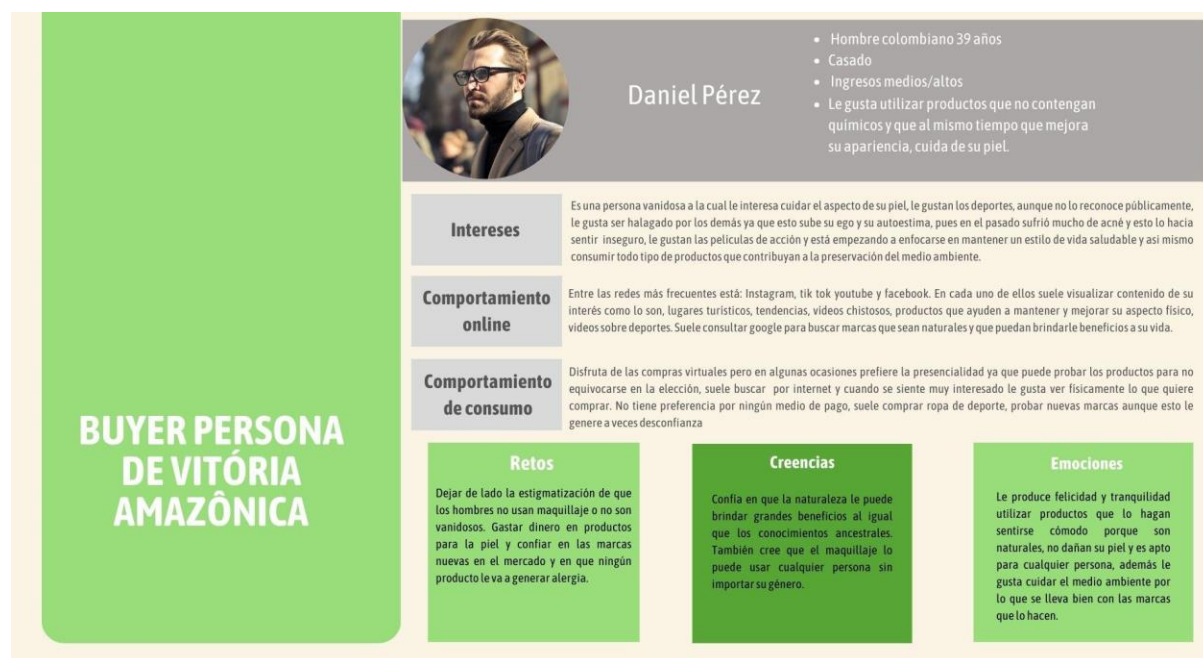 BUYER PERSONA
DE VITÓRIA
AMAZÔNICA
Daniel Pérez
Hombre colombiano 39 años
Casado
Ingresos medios/altos
Le gusta utilizar productos que no contengan
químicos y que al mismo tiempo que mejora
su apariencia, cuida de su piel.
Intereses
Es una persona vanidosa a la cual le interesa cuidar el aspecto de su piel, le gustan los deportes, aunque no lo reconoce públicamente,
le gusta ser halagado por los demás ya que esto sube su ego y su autoestima, pues en el pasado sufrió mucho de acné y esto lo hacia
sentir inseguro, le gustan las películas de acción y está empezando a enfocarse en mantener un estilo de vida saludable y asi mismo
consumir todo tipo de productos que contribuyan a la preservación del medio ambiente.
Comportamiento
online
Entre las redes más frecuentes está: Instagram, tik tok youtube y facebook. En cada uno de ellos suele visualizar contenido de su
interés como lo son, lugares turísticos, tendencias, videos chistosos, productos que ayuden a mantener y mejorar su aspecto físico,
videos sobre deportes. Suele consultar google para buscar marcas que sean naturales y que puedan brindarle beneficios a su vida.
Comportamiento
de consumo
Disfruta de las compras virtuales pero en algunas ocasiones prefiere la presencialidad ya que puede probar los productos para no
equivocarse en la elección, suele buscar por internet y cuando se siente muy interesado le gusta ver físicamente lo que quiere
comprar. No tiene preferencia por ningún medio de pago, suele comprar ropa de deporte, probar nuevas marcas aunque esto le
genere a veces desconfianza
Retos
Dejar de lado la estigmatización de que
los hombres no usan maquillaje o no son
vanidosos. Gastar dinero en productos
para la piel y confiar en las marcas
nuevas en el mercado y en que ningún
producto le va a generar alergia.
Creencias
Confía en que la naturaleza le puede
brindar grandes beneficios al igual
que los conocimientos ancestrales.
También cree que el maquillaje lo
puede usar cualquier persona sin
importar su género.
Emociones
Le produce felicidad y tranquilidad
utilizar productos que lo hagan
sentirse cómodo porque son
naturales, no dañan su piel y es apto
para cualquier persona, además le
gusta cuidar el medio ambiente por
lo que se lleva bien con las marcas
que lo hacen.